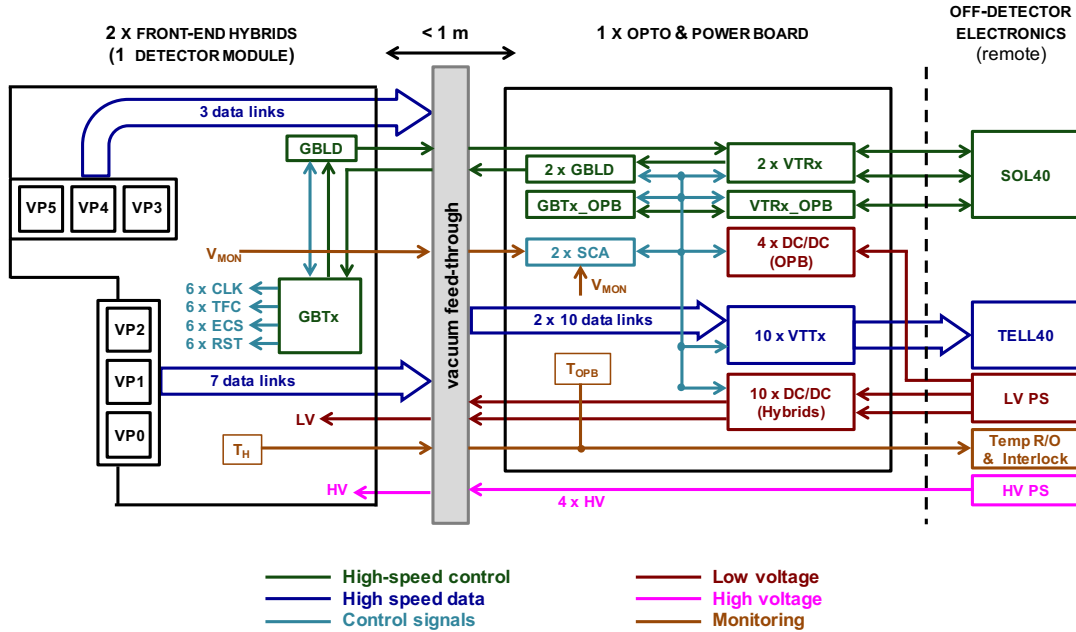 2 x FRONT-END HYBRIDS
(1 DETECTOR MODULE)
< 1 m
1 x OPTO & POWER BOARD
OFF-DETECTOR
ELECTRONICS
(remote)
3 data links
GBLD
VP5
VP4
VP3
2 x GBLD
2 x VTRx
SOL40
GBTx_OPB
VTRx_OPB
VMON
2 x SCA
4 x DC/DC
(OPB)
VMON
6 x CLK
6 x TFC
6 x ECS
6 x RST
GBTx
vacuum feed-through
2 x 10 data links
10 x VTTx
TELL40
VP2
VP1
VP0
7 data links
TOPB
10 x DC/DC
(Hybrids)
LV PS
LV
TH
Temp R/O
& Interlock
HV
4 x HV
HV PS
High-speed control
High speed data
Control signals
Low voltage
High voltage
Monitoring